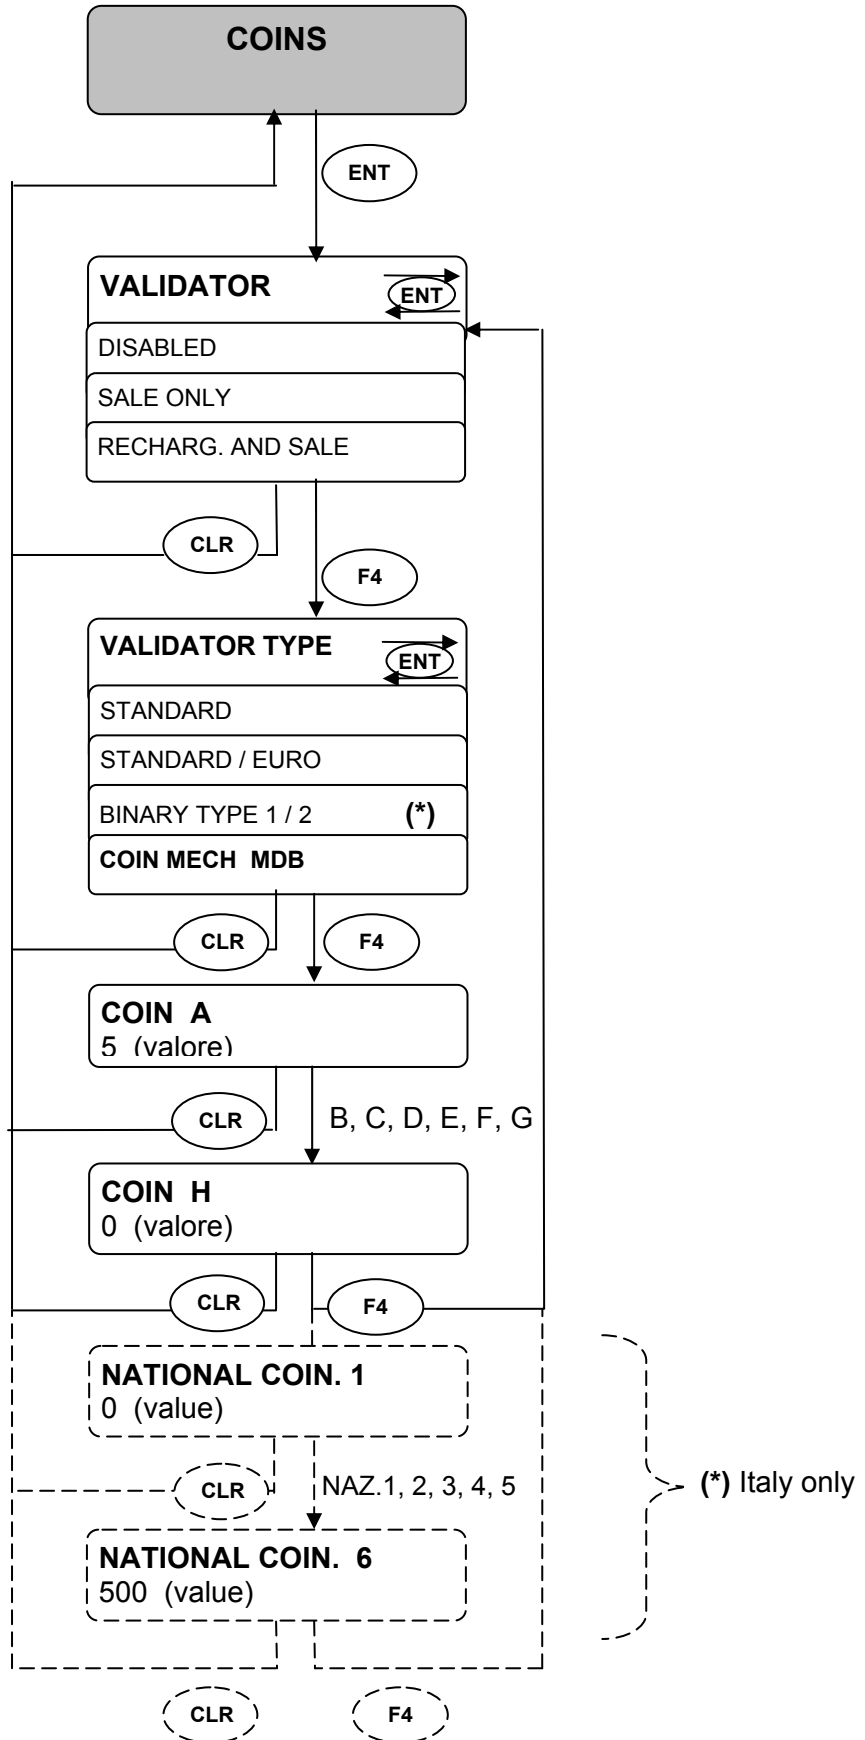 COINS
ENT
VALIDATOR
ENT
DISABLED
SALE ONLY
RECHARG. AND SALE
CLR
F4
VALIDATOR TYPE
ENT
STANDARD
STANDARD / EURO
BINARY TYPE 1 / 2 (*)
COIN MECH MDB
CLR
F4
COIN A
5 (valore)
CLR
B, C, D, E, F, G
COIN H
0 (valore)
CLR
F4
NATIONAL COIN. 1
0 (value)
CLR
NAZ.1, 2, 3, 4, 5
(*) Italy only
NATIONAL COIN. 6
500 (value)
CLR
F4